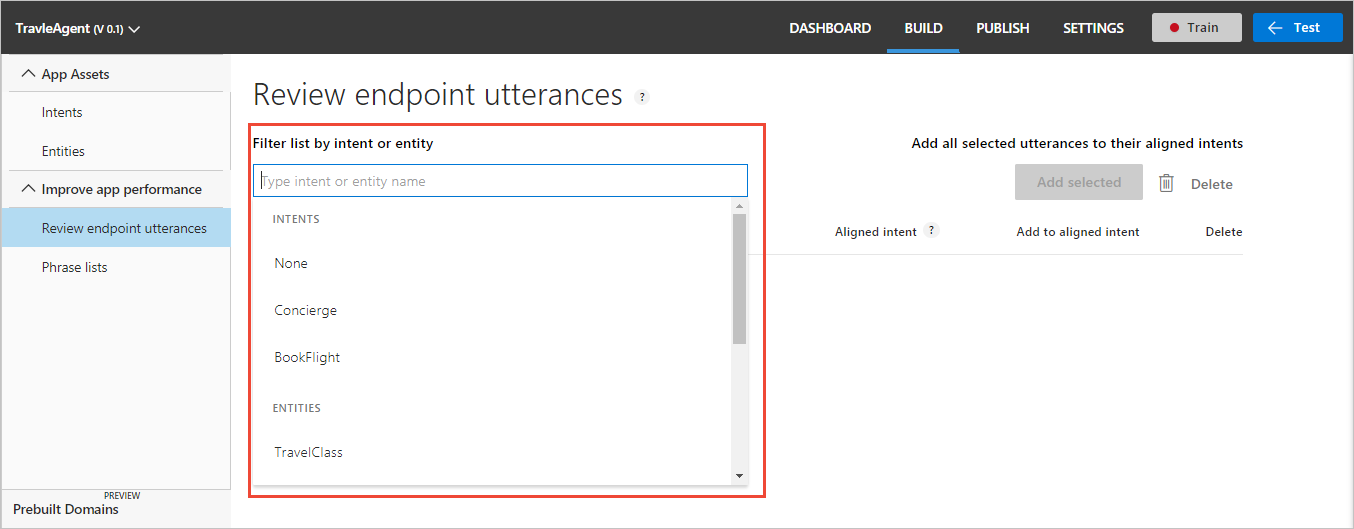 TravleAgent (V 0.1)
DASHBOARD
BUILD
PUBLISH
SETTINGS
Train
Test
App Assets
Intents
Entities
Improve app performance
Review endpoint utterances
Phrase lists
PREVIEW
Prebuilt Domains
Review endpoint utterances ?
Filter list by intent or entity
Type intent or entity name
INTENTS
None
Concierge
BookFlight
ENTITIES
TravelClass
Add all selected utterances to their aligned intents
Add selected
Delete
Aligned intent ?
Add to aligned intent
Delete